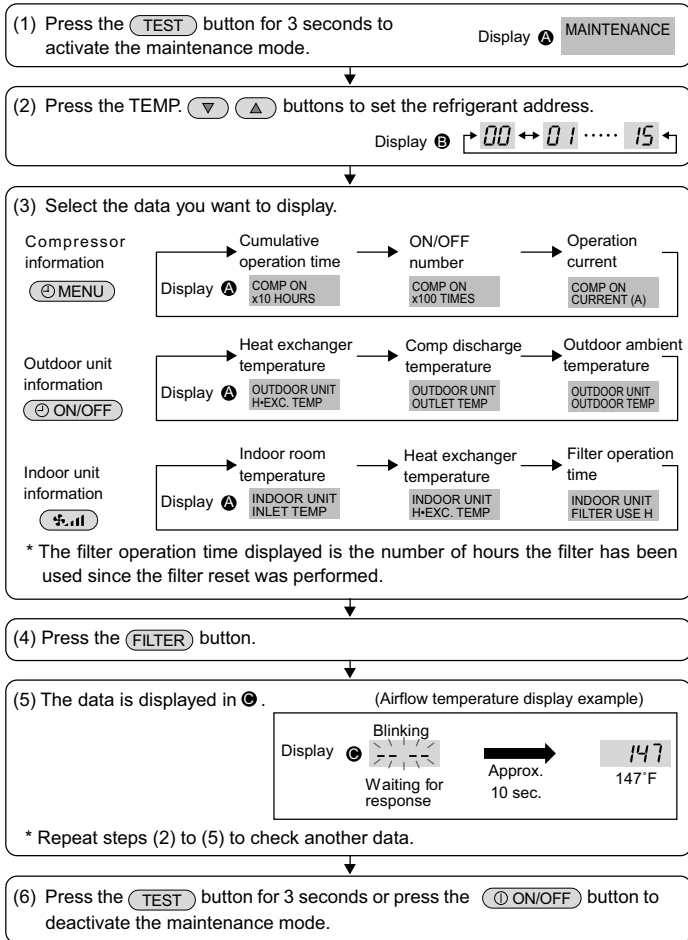 (1) Press the TEST button for 3 seconds to
activate the maintenance mode.
Display A MAINTENANCE
(2) Press the TEMP. ▽ △ buttons to set the refrigerant address.
Display B 00 ↔ 01 ····· 15
(3) Select the data you want to display.
Compressor
information
MENU
Cumulative
operation time
ON/OFF
number
Operation
current
Display A
COMP ON
x10 HOURS
COMP ON
x100 TIMES
COMP ON
CURRENT (A)
Outdoor unit
information
ON/OFF
Heat exchanger
temperature
Comp discharge
temperature
Outdoor ambient
temperature
Display A
OUTDOOR UNIT
H•EXC. TEMP
OUTDOOR UNIT
OUTLET TEMP
OUTDOOR UNIT
OUTDOOR TEMP
Indoor unit
information
Indoor room
temperature
Heat exchanger
temperature
Filter operation
time
Display A
INDOOR UNIT
INLET TEMP
INDOOR UNIT
H•EXC. TEMP
INDOOR UNIT
FILTER USE H
* The filter operation time displayed is the number of hours the filter has been
used since the filter reset was performed.
(4) Press the FILTER button.
(5) The data is displayed in C.
(Airflow temperature display example)
Blinking
Display C -- --
Waiting for
response
Approx.
10 sec.
147
147°F
* Repeat steps (2) to (5) to check another data.
(6) Press the TEST button for 3 seconds or press the ON/OFF button to
deactivate the maintenance mode.